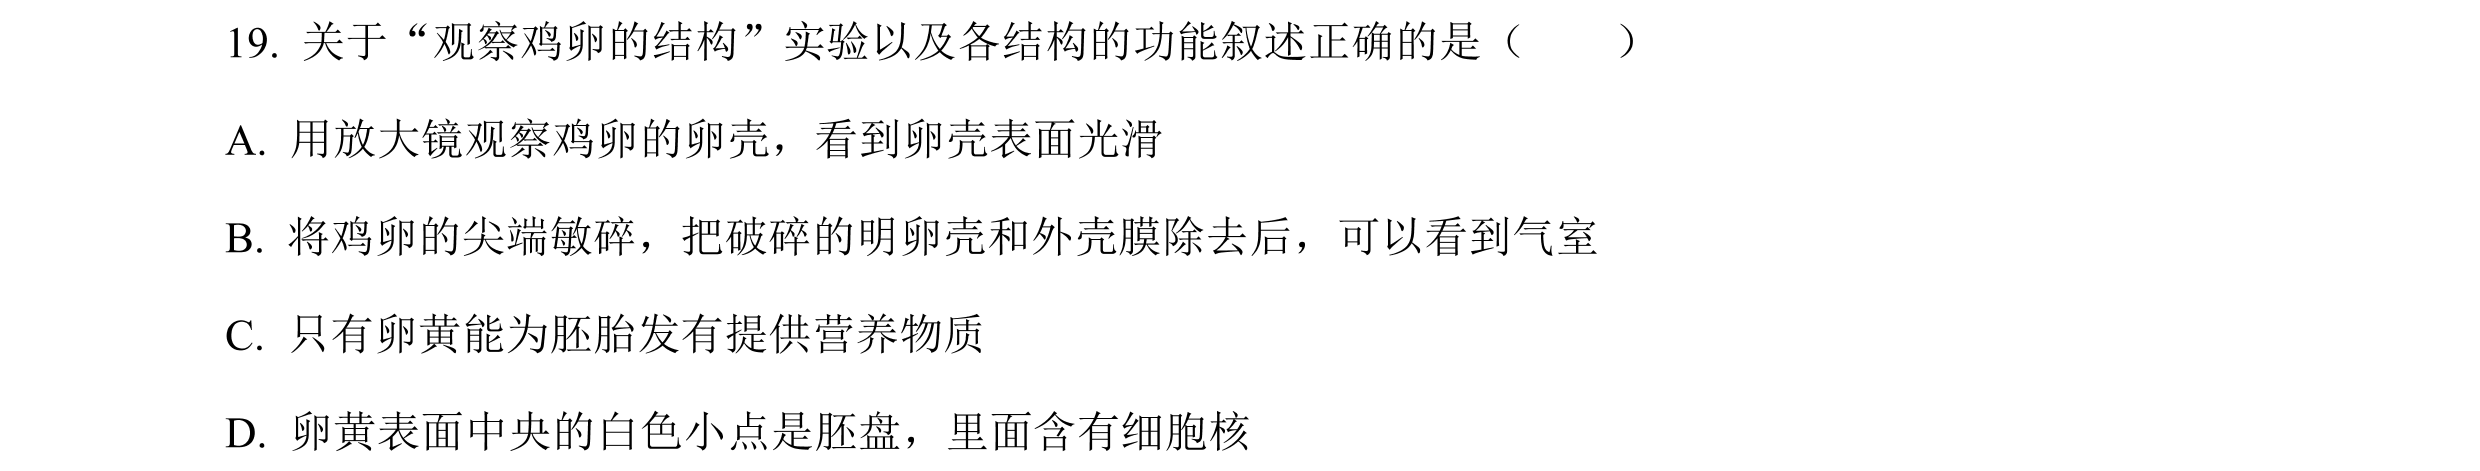 19. 关于“观察鸡卵的结构”实验以及各结构的功能叙述正确的是（　　）
A. 用放大镜观察鸡卵的卵壳，看到卵壳表面光滑
B. 将鸡卵的尖端敏碎，把破碎的明卵壳和外壳膜除去后，可以看到气室
C. 只有卵黄能为胚胎发有提供营养物质
D. 卵黄表面中央的白色小点是胚盘，里面含有细胞核